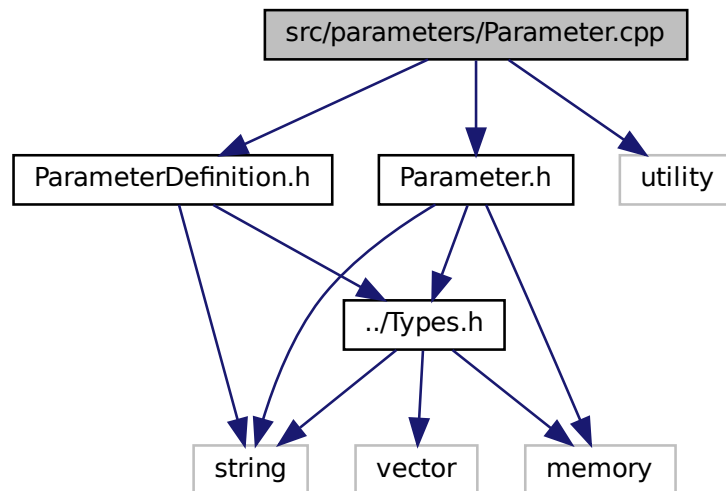 src/parameters/Parameter.cpp
ParameterDefinition.h
Parameter.h
utility
../Types.h
string
vector
memory